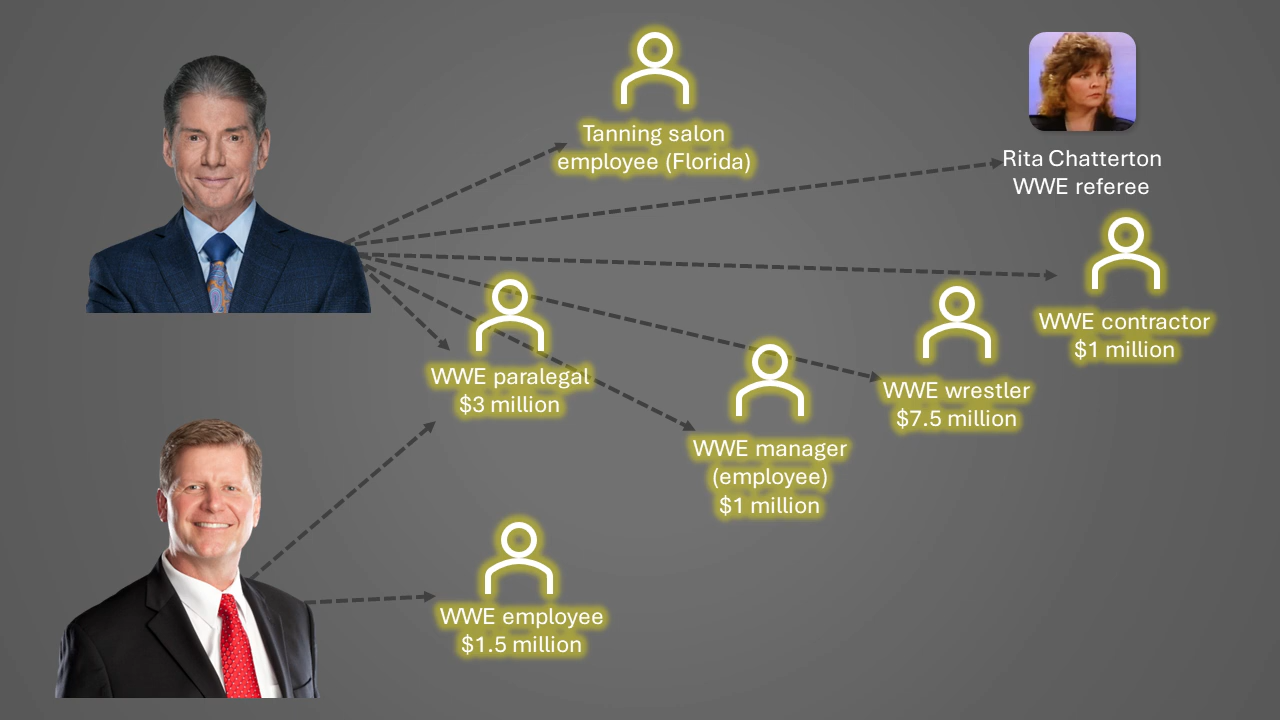 Tanning salon
employee (Florida)
Rita Chatterton
WWE referee
WWE contractor
$1 million
WWE paralegal
$3 million
WWE wrestler
$7.5 million
WWE manager
(employee)
$1 million
WWE employee
$1.5 million